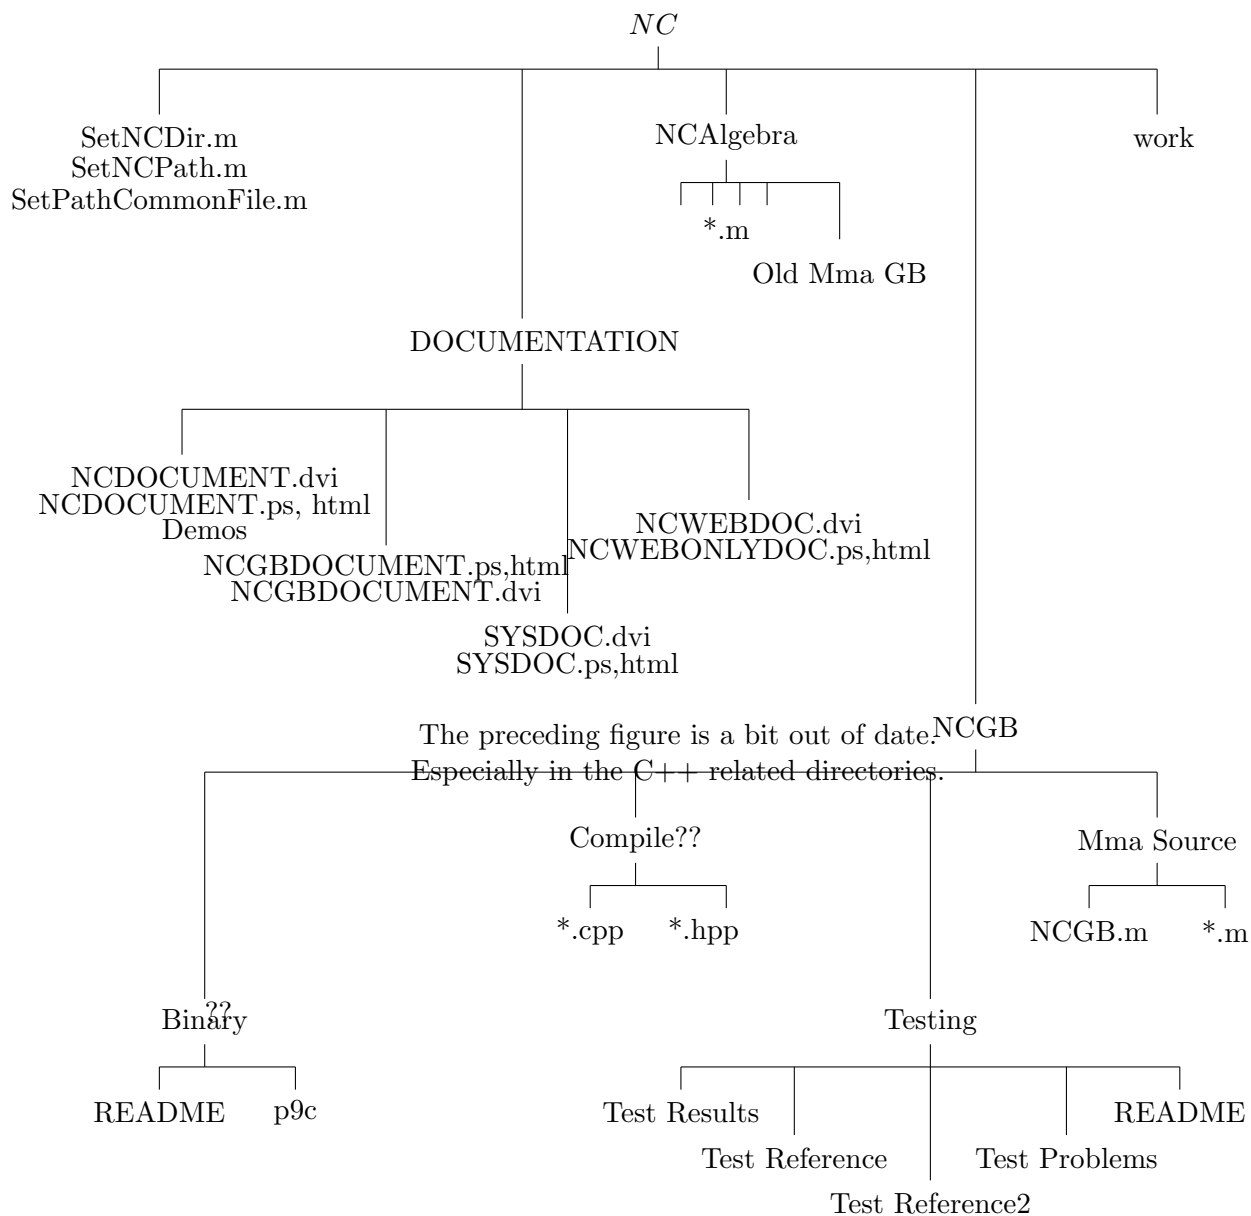 NC
SetNCDir.m
SetNCPath.m
SetPathCommonFile.m
NCAlgebra
work
*.m
Old Mma GB
DOCUMENTATION
NCDOCUMENT.dvi
NCDOCUMENT.ps, html
Demos
NCGBDOCUMENT.ps,html
NCGBDOCUMENT.dvi
NCWEBDOC.dvi
NCWEBONLYDOC.ps,html
SYSDOC.dvi
SYSDOC.ps,html
NCGB
The preceding figure is a bit out of date.
Especially in the C++ related directories.
Compile??
Mma Source
*.cpp
*.hpp
NCGB.m
*.m
??
Binary
Testing
README
p9c
Test Results
README
Test Reference
Test Problems
Test Reference2